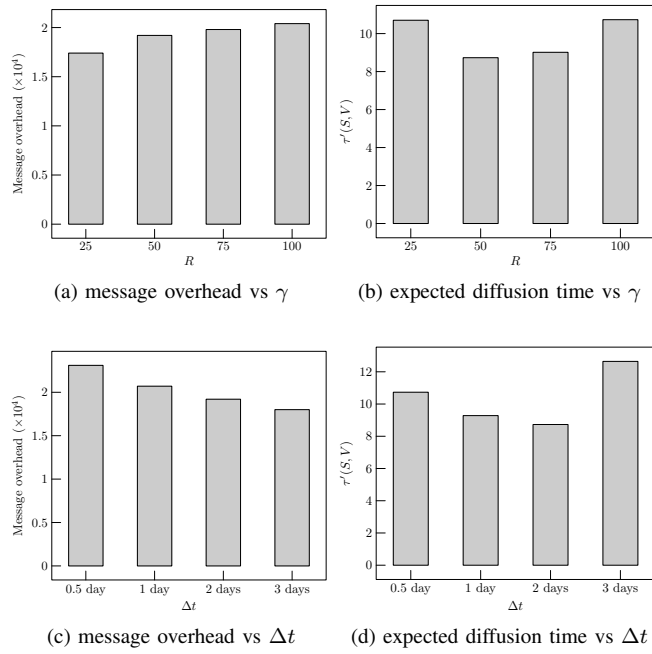 2
1.5
1
0.5
0
Message overhead (×10⁴)
25 50 75 100
R
(a) message overhead vs γ
10
8
6
4
2
0
τ′(S, V)
25 50 75 100
R
(b) expected diffusion time vs γ
2
1.5
1
0.5
0
Message overhead (×10⁴)
0.5 day 1 day 2 days 3 days
Δt
(c) message overhead vs Δt
12
10
8
6
4
2
0
τ′(S, V)
0.5 day 1 day 2 days 3 days
Δt
(d) expected diffusion time vs Δt